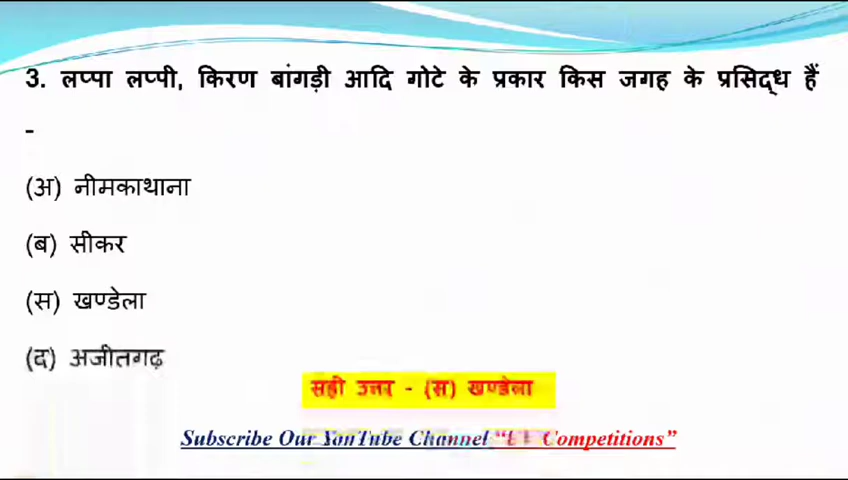 3. लप्पा लप्पी, किरण बांगड़ी आदि गोटे के प्रकार किस जगह के प्रसिद्ध हैं
-
(अ) नीमकाथाना
(ब) सीकर
(स) खण्डेला
(द) अजीतगढ़
सही उत्तर - (स) खण्डेला
Subscribe Our YouTube Channel “ Competitions”